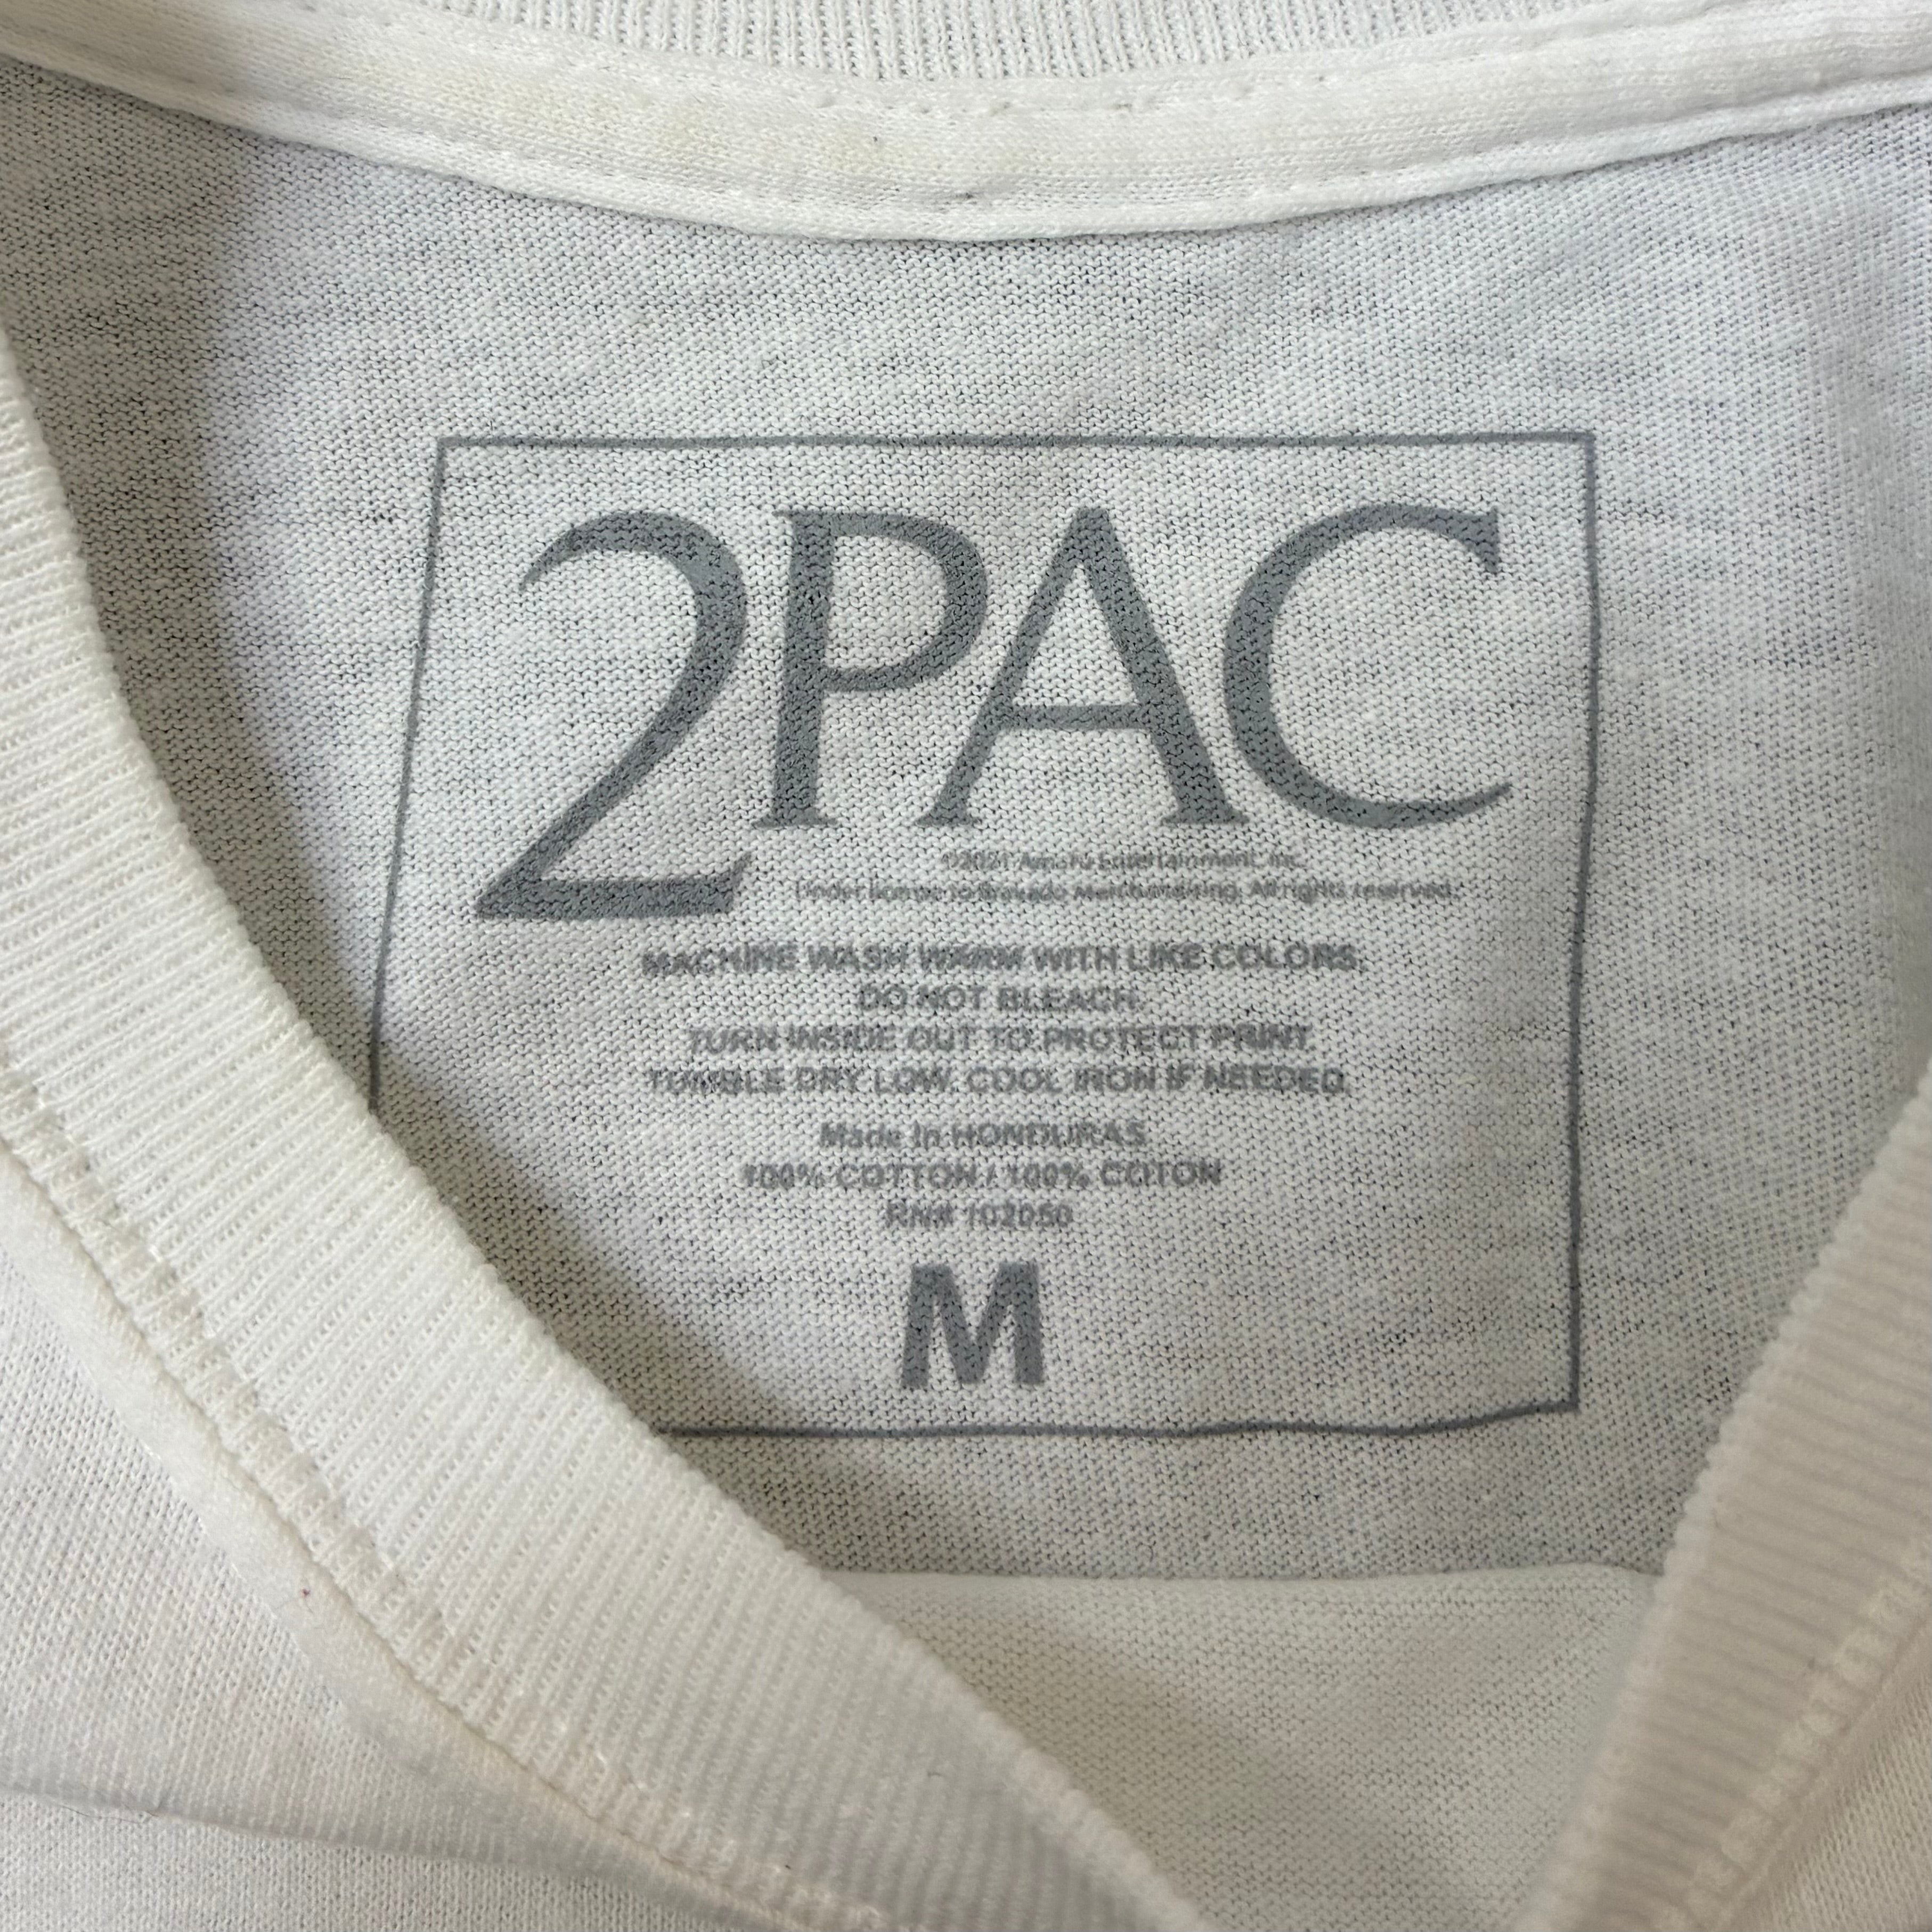 2PAC
©2021 Amaru Entertainment, Inc.
Under license to Bravado Merchandising. All rights reserved.
MACHINE WASH WARM WITH LIKE COLORS.
DO NOT BLEACH.
TURN INSIDE OUT TO PROTECT PRINT.
TUMBLE DRY LOW. COOL IRON IF NEEDED.
Made In HONDURAS
100% COTTON / 100% COTON
RN# 102050
M